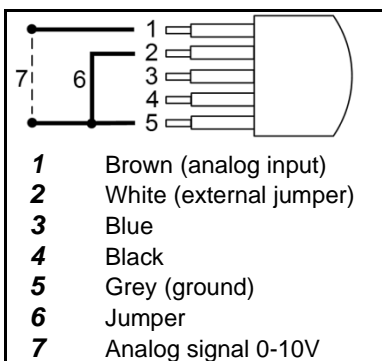 1
2
7 6 3
4
5
1 Brown (analog input)
2 White (external jumper)
3 Blue
4 Black
5 Grey (ground)
6 Jumper
7 Analog signal 0-10V